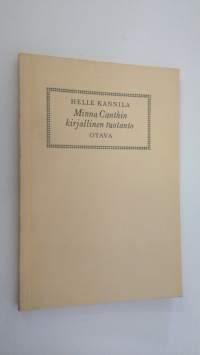 HELLE KANNILA
Minna Canthin
kirjallinen tuotanto
OTAVA